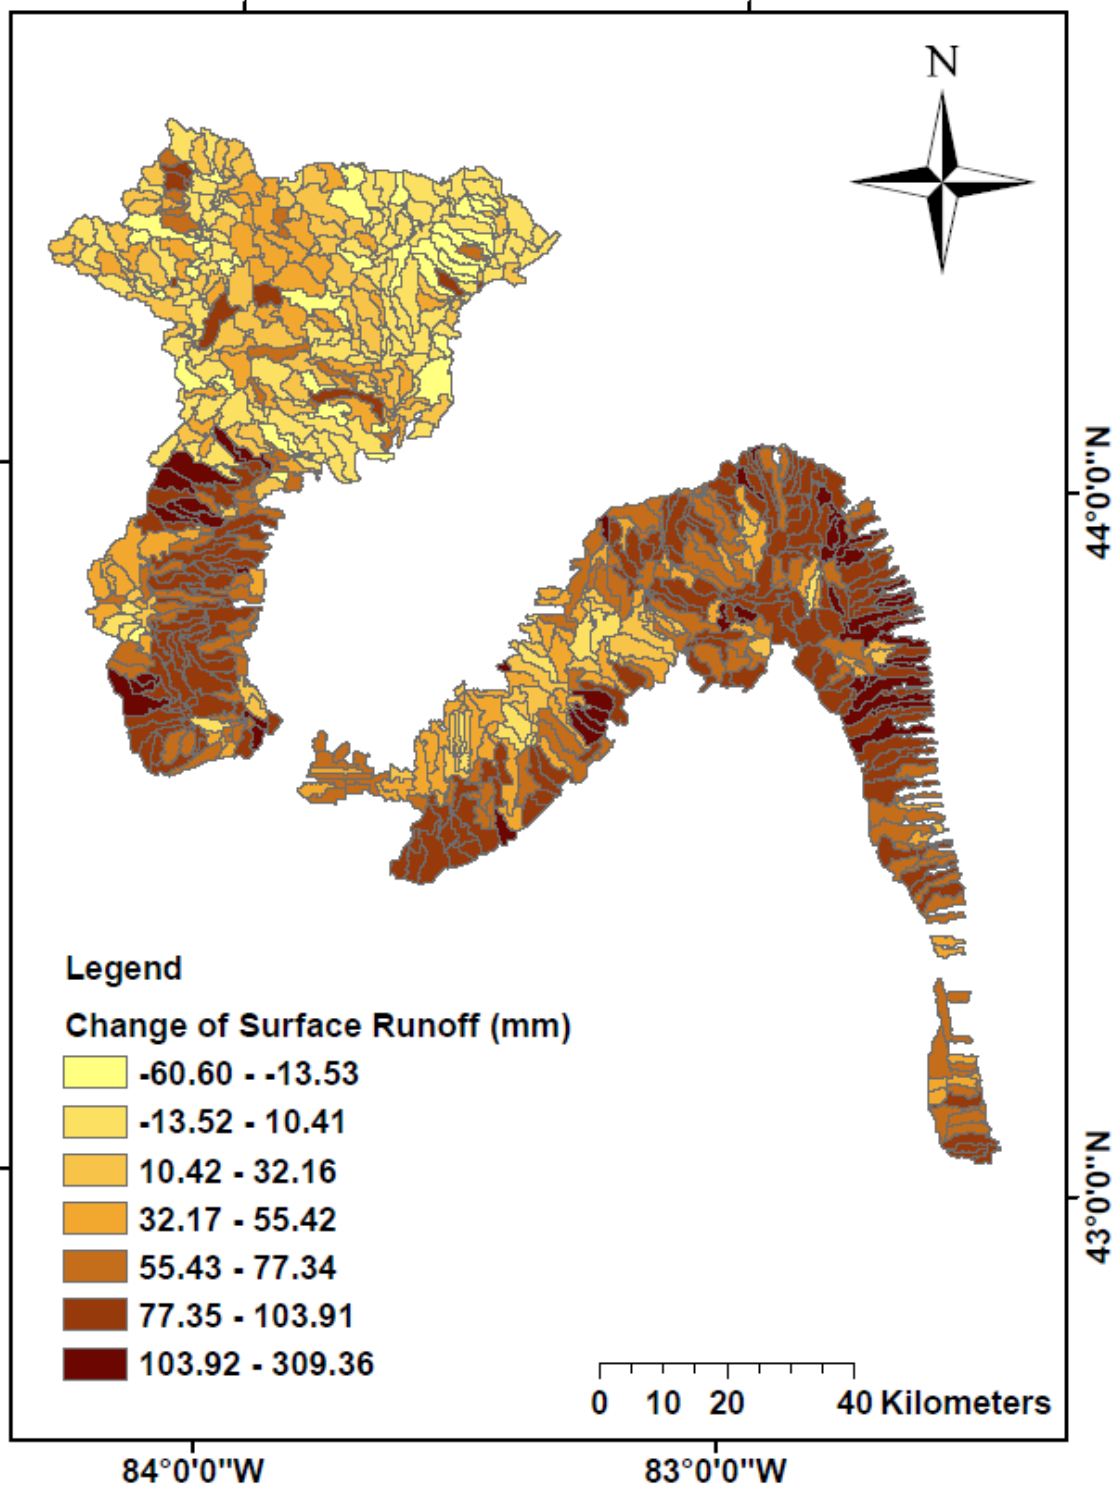 N
44°0'0"N
Legend
Change of Surface Runoff (mm)
-60.60 - -13.53
-13.52 - 10.41
10.42 - 32.16
32.17 - 55.42
55.43 - 77.34
77.35 - 103.91
103.92 - 309.36
43°0'0"N
0 10 20 40 Kilometers
84°0'0"W 83°0'0"W